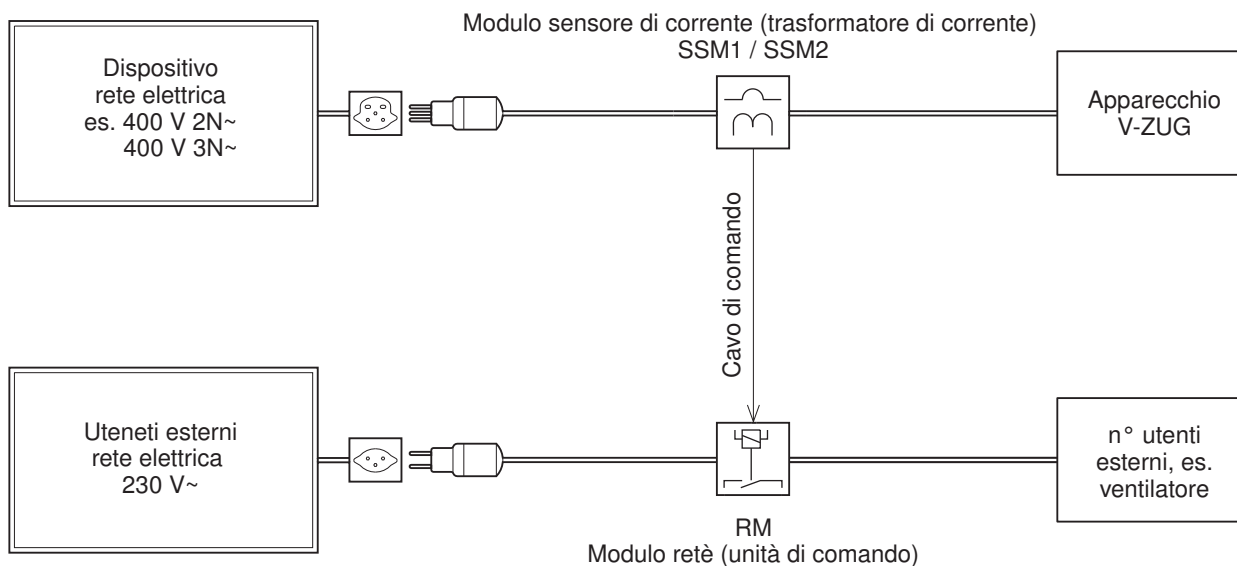 Modulo sensore di corrente (trasformatore di corrente)
SSM1 / SSM2
Dispositivo
rete elettrica
es. 400 V 2N~
400 V 3N~
Apparecchio
V-ZUG
Cavo di comando
Uteneti esterni
rete elettrica
230 V~
n° utenti
esterni, es.
ventilatore
RM
Modulo retè (unità di comando)